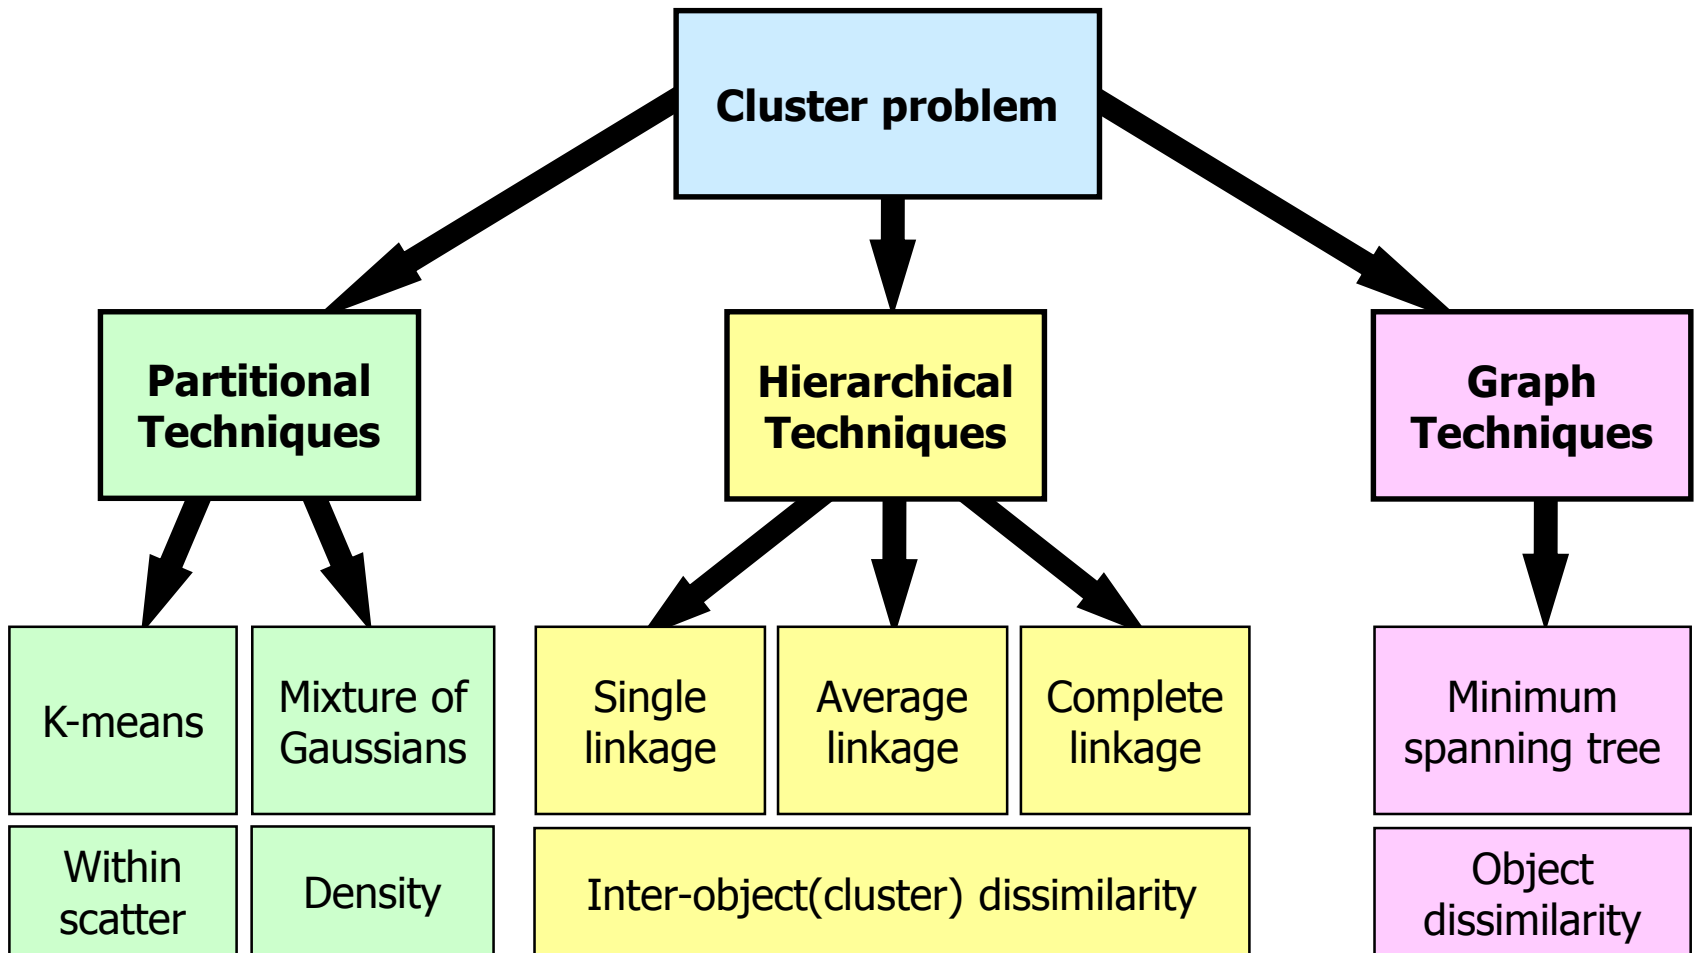 Cluster problem
Partitional
Techniques
Hierarchical
Techniques
Graph
Techniques
K-means
Mixture of
Gaussians
Single
linkage
Average
linkage
Complete
linkage
Minimum
spanning tree
Within
scatter
Density
Inter-object(cluster) dissimilarity
Object
dissimilarity